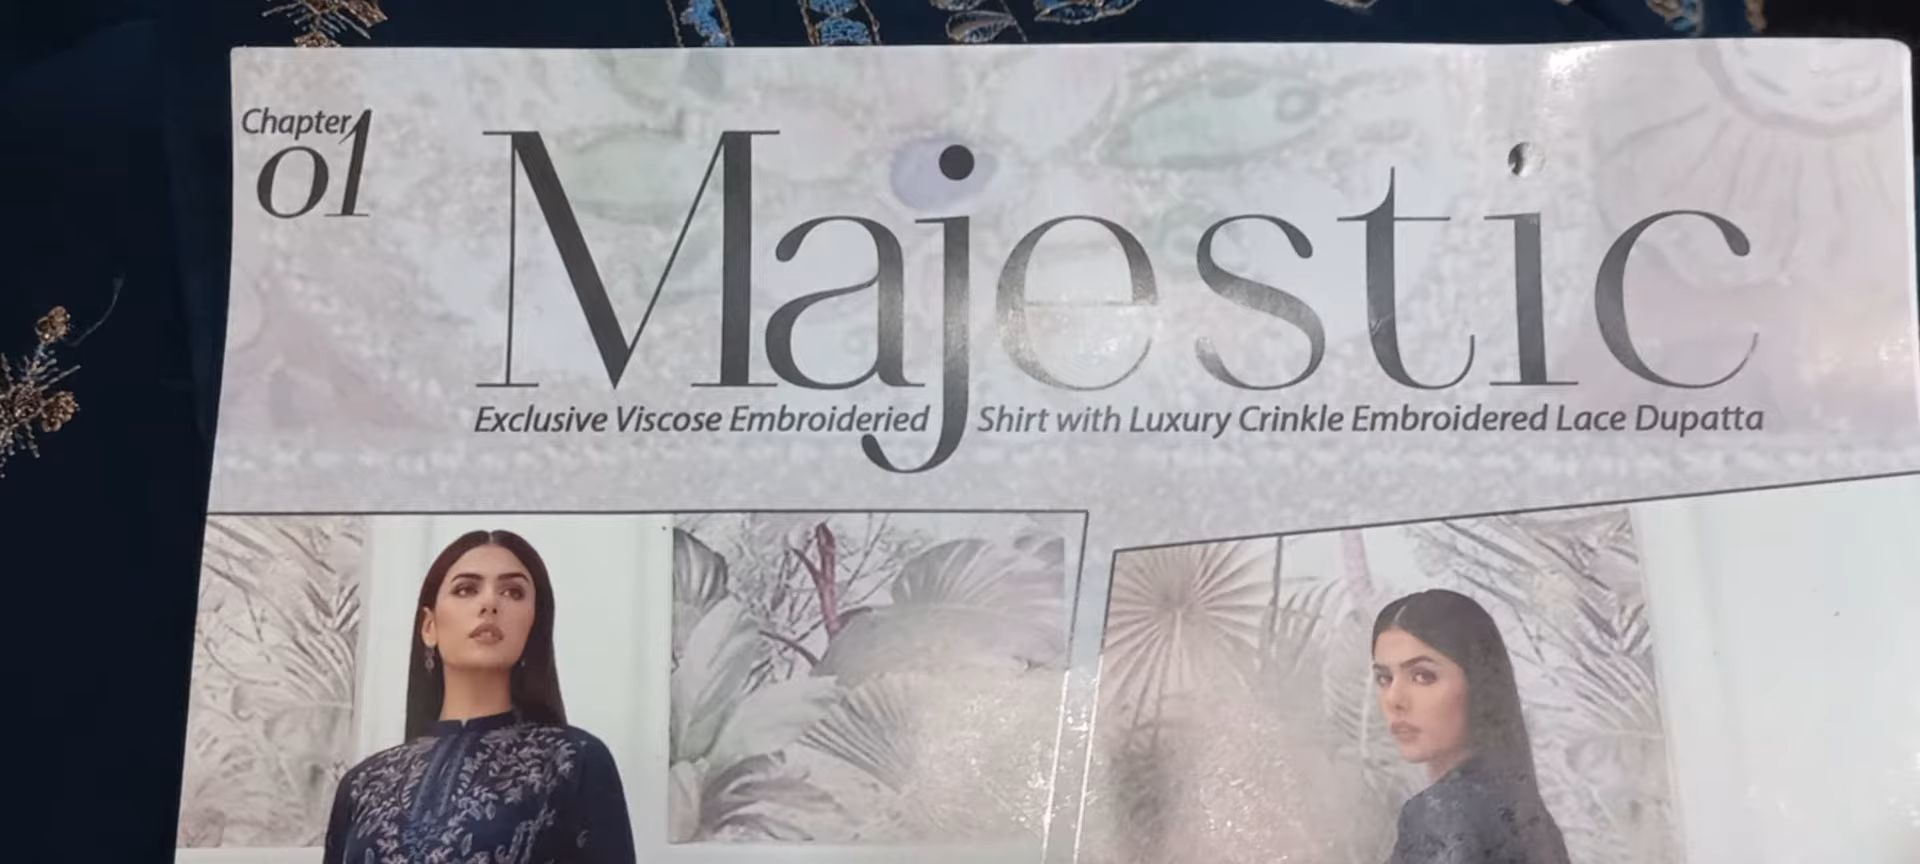 Chapter
01
Majestic
Exclusive Viscose Embroideried Shirt with Luxury Crinkle Embroidered Lace Dupatta